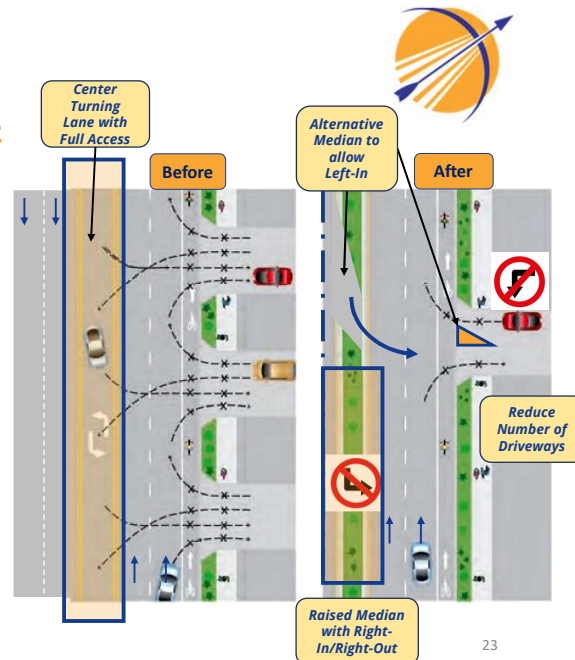 Center
Turning
Lane with
Full Access
Before
Alternative
Median to
allow
Left-In
After
Reduce
Number of
Driveways
Raised Median
with Right-
In/Right-Out
23